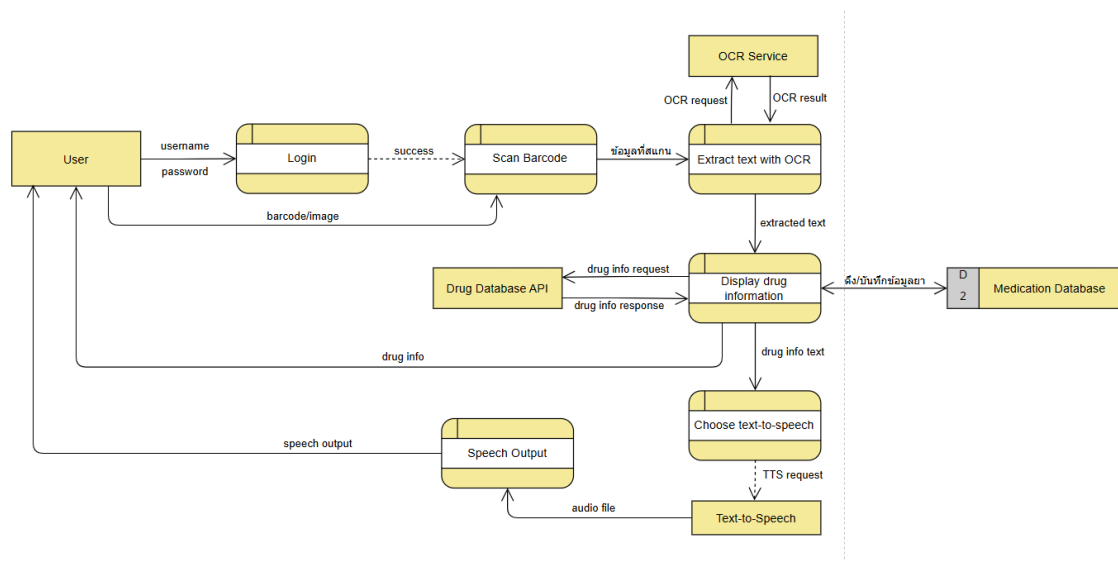 OCR Service
OCR request
OCR result
User
username
password
Login
success
Scan Barcode
ข้อมูลที่สแกน
Extract text with OCR
barcode/image
extracted text
Drug Database API
drug info request
drug info response
Display drug
information
ดึง/บันทึกข้อมูลยา
D
2
Medication Database
drug info
drug info text
Choose text-to-speech
speech output
Speech Output
TTS request
audio file
Text-to-Speech